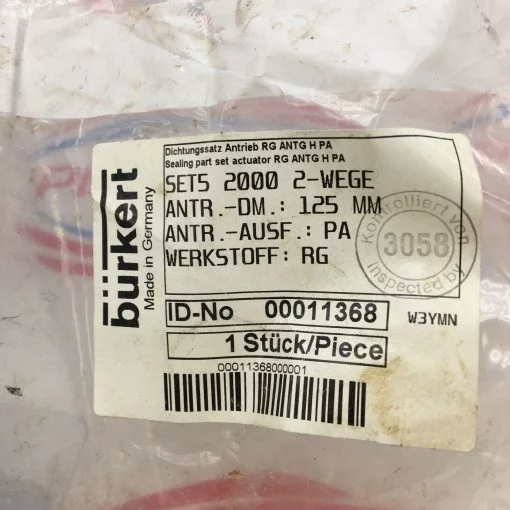 bürkert
Made in Germany
Dichtungssatz Antrieb RG ANTG H PA
Sealing part set actuator RG ANTG H PA
SET5 2000 2-WEGE
ANTR.-DM.: 125 MM
ANTR.-AUSF.: PA
WERKSTOFF: RG
Kontrolliert von
3058
inspected by
ID-No 00011368
W3YMN
1 Stück/Piece
00011368000001